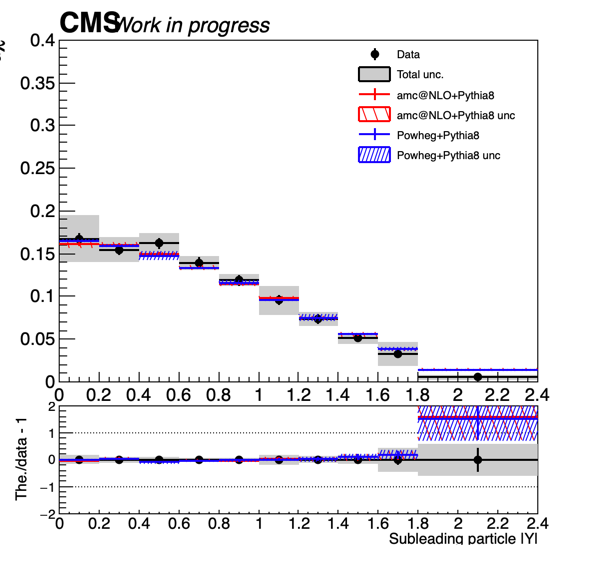 CMS Work in progress
%
0.4
0.35
0.3
0.25
0.2
0.15
0.1
0.05
0
Data
Total unc.
amc@NLO+Pythia8
amc@NLO+Pythia8 unc
Powheg+Pythia8
Powheg+Pythia8 unc
0 0.2 0.4 0.6 0.8 1 1.2 1.4 1.6 1.8 2 2.2 2.4
The./data - 1
2
1
0
−1
−2
0 0.2 0.4 0.6 0.8 1 1.2 1.4 1.6 1.8 2 2.2 2.4
Subleading particle |Y|